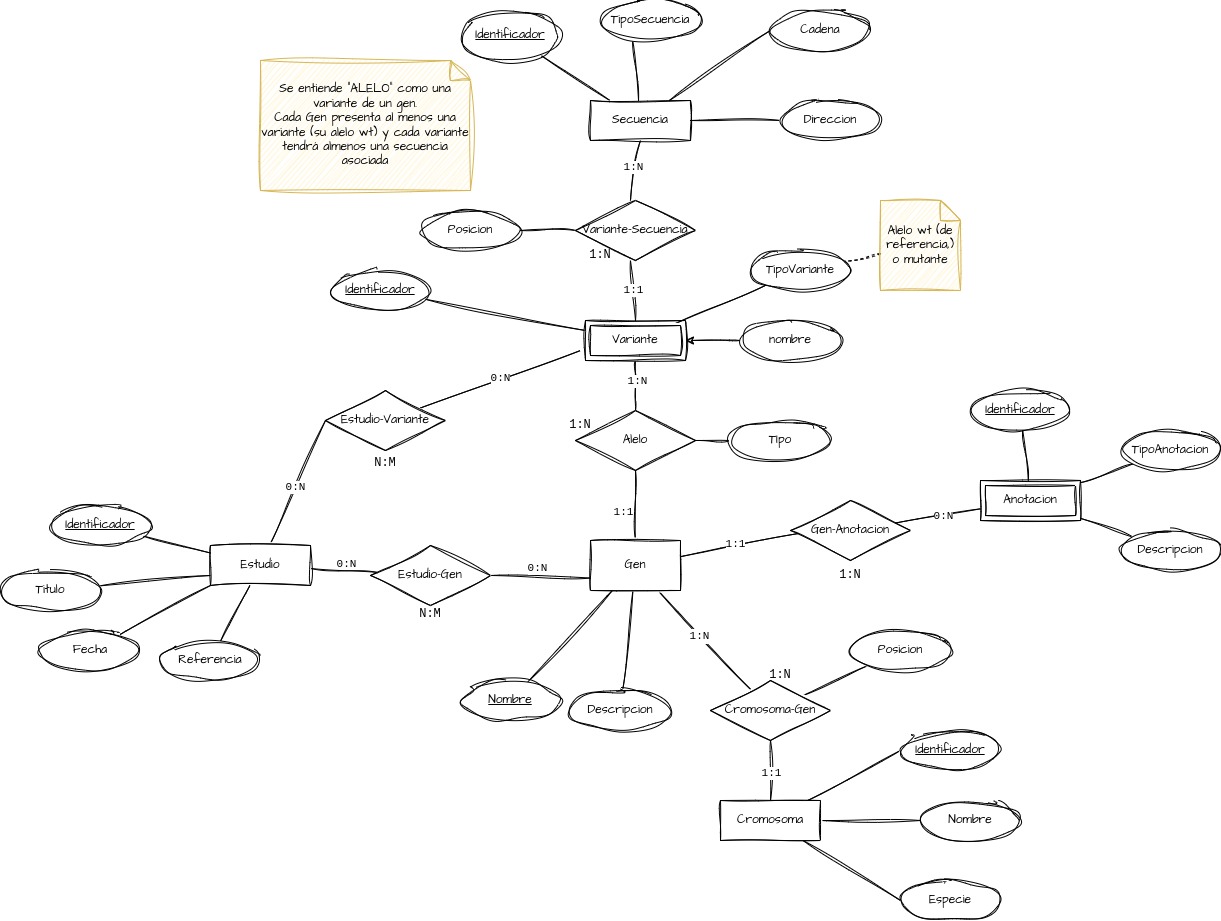 TipoSecuencia
Identificador
Cadena
Se entiende "ALELO" como una
variante de un gen.
Cada Gen presenta al menos una
variante (su alelo wt) y cada variante
tendrá almenos una secuencia
asociada
Secuencia
Direccion
1:N
Posicion
Variante-Secuencia
1:N
Alelo wt (de
referencia,)
o mutante
TipoVariante
Identificador
1:1
Variante
nombre
0:N
1:N
Estudio-Variante
N:M
1:N
Alelo
Tipo
Identificador
TipoAnotacion
0:N
Anotacion
Descripcion
1:1
0:N
Gen-Anotacion
1:N
1:1
Identificador
Estudio
0:N
Estudio-Gen
N:M
0:N
Gen
Titulo
Fecha
Referencia
1:N
Nombre
Descripcion
Posicion
1:N
Cromosoma-Gen
1:1
Identificador
Cromosoma
Nombre
Especie